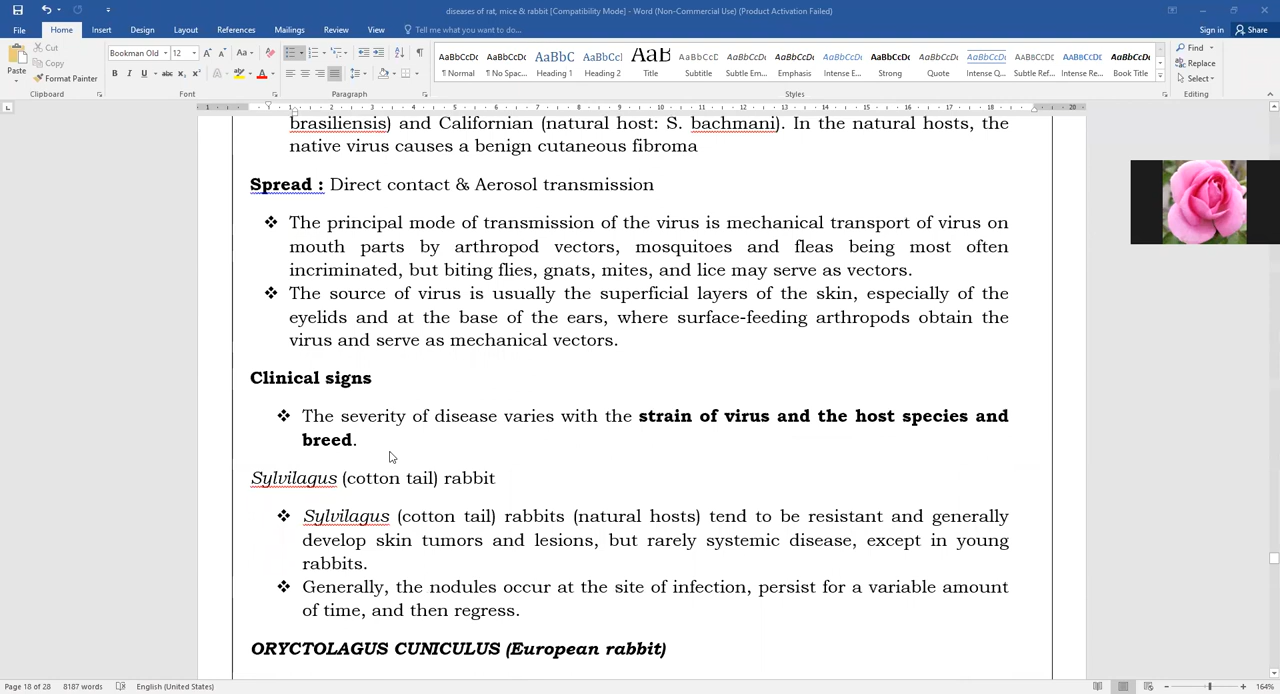 diseases of rat, mice & rabbit [Compatibility Mode] - Word (Non-Commercial Use) (Product Activation Failed)
File Home Insert Design Layout References Mailings Review View Tell me what you want to do... Sign in Share
Paste Cut Copy Format Painter
Bookman Old 12
AaBbCcDc AaBbCcDc AaBbC AaBbCcI AaB AaBbCcDc AaBbCcDc AaBbCcDc AaBbCcDc AaBbCcDc AaBbCcDc AaBbCcDc AaBbCcDc AaBbCcDc AaBbCcDc
¶ Normal ¶ No Spac... Heading 1 Heading 2 Title Subtitle Subtle Em... Emphasis Intense E... Strong Quote Intense Q... Subtle Ref... Intense Re... Book Title
Find Replace Select
Clipboard Font Paragraph Styles Editing
brasiliensis) and Californian (natural host: S. bachmani). In the natural hosts, the
native virus causes a benign cutaneous fibroma
Spread : Direct contact & Aerosol transmission
❖ The principal mode of transmission of the virus is mechanical transport of virus on
mouth parts by arthropod vectors, mosquitoes and fleas being most often
incriminated, but biting flies, gnats, mites, and lice may serve as vectors.
❖ The source of virus is usually the superficial layers of the skin, especially of the
eyelids and at the base of the ears, where surface-feeding arthropods obtain the
virus and serve as mechanical vectors.
Clinical signs
❖ The severity of disease varies with the strain of virus and the host species and
breed.
Sylvilagus (cotton tail) rabbit
❖ Sylvilagus (cotton tail) rabbits (natural hosts) tend to be resistant and generally
develop skin tumors and lesions, but rarely systemic disease, except in young
rabbits.
❖ Generally, the nodules occur at the site of infection, persist for a variable amount
of time, and then regress.
ORYCTOLAGUS CUNICULUS (European rabbit)
Page 18 of 28 8187 words English (United States) 164%